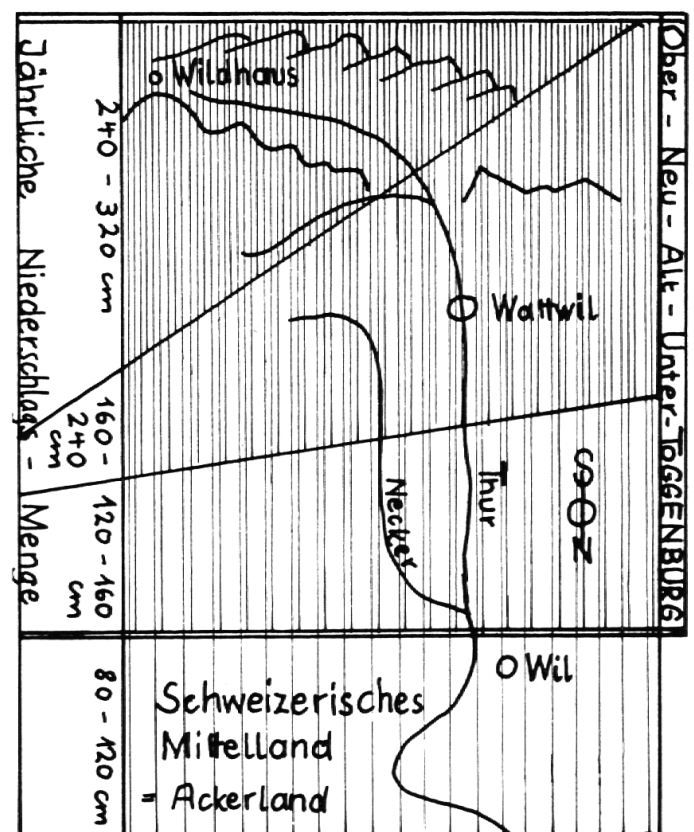 Jährliche Niederschlags - Menge
240 - 320 cm
160 -
240
cm
120 - 160
cm
80 - 120 cm
Wildhaus
Wattwil
Thur
Necker
S
N
Wil
Schweizerisches
Mittelland
= Ackerland
Ober - Neu - Alt - Unter - TOGGENBURG